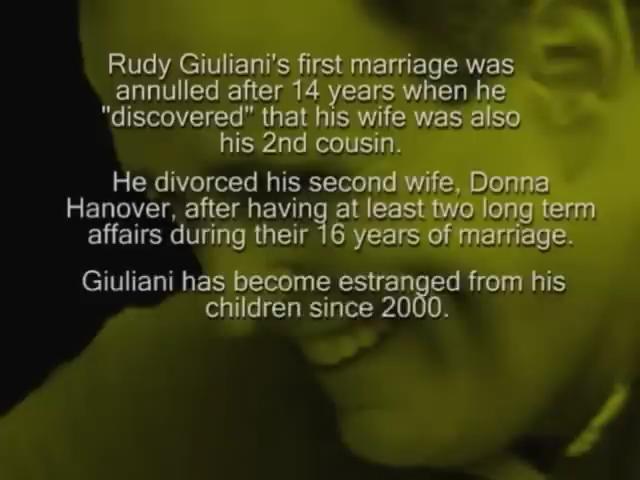 Rudy Giuliani's first marriage was
annulled after 14 years when he
"discovered" that his wife was also
his 2nd cousin.
He divorced his second wife, Donna
Hanover, after having at least two long term
affairs during their 16 years of marriage.
Giuliani has become estranged from his
children since 2000.